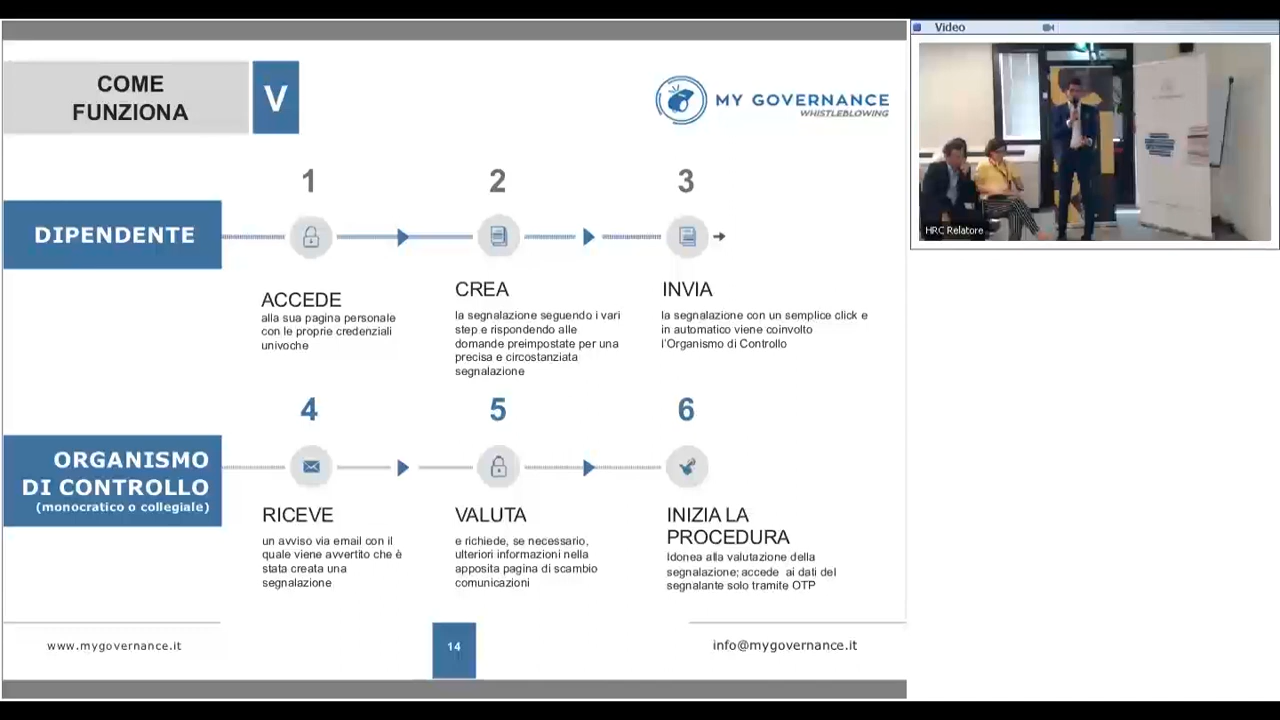 Video
COME
FUNZIONA
V
MY GOVERNANCE
WHISTLEBLOWING
HRC Relatore
1
2
3
DIPENDENTE
ACCEDE
alla sua pagina personale
con le proprie credenziali
univoche
CREA
la segnalazione seguendo i vari
step e rispondendo alle
domande preimpostate per una
precisa e circostanziata
segnalazione
INVIA
la segnalazione con un semplice click e
in automatico viene coinvolto
l'Organismo di Controllo
4
5
6
ORGANISMO
DI CONTROLLO
(monocratico o collegiale)
RICEVE
un avviso via email con il
quale viene avvertito che è
stata creata una
segnalazione
VALUTA
e richiede, se necessario,
ulteriori informazioni nella
apposita pagina di scambio
comunicazioni
INIZIA LA
PROCEDURA
Idonea alla valutazione della
segnalazione; accede ai dati del
segnalante solo tramite OTP
www.mygovernance.it
14
info@mygovernance.it